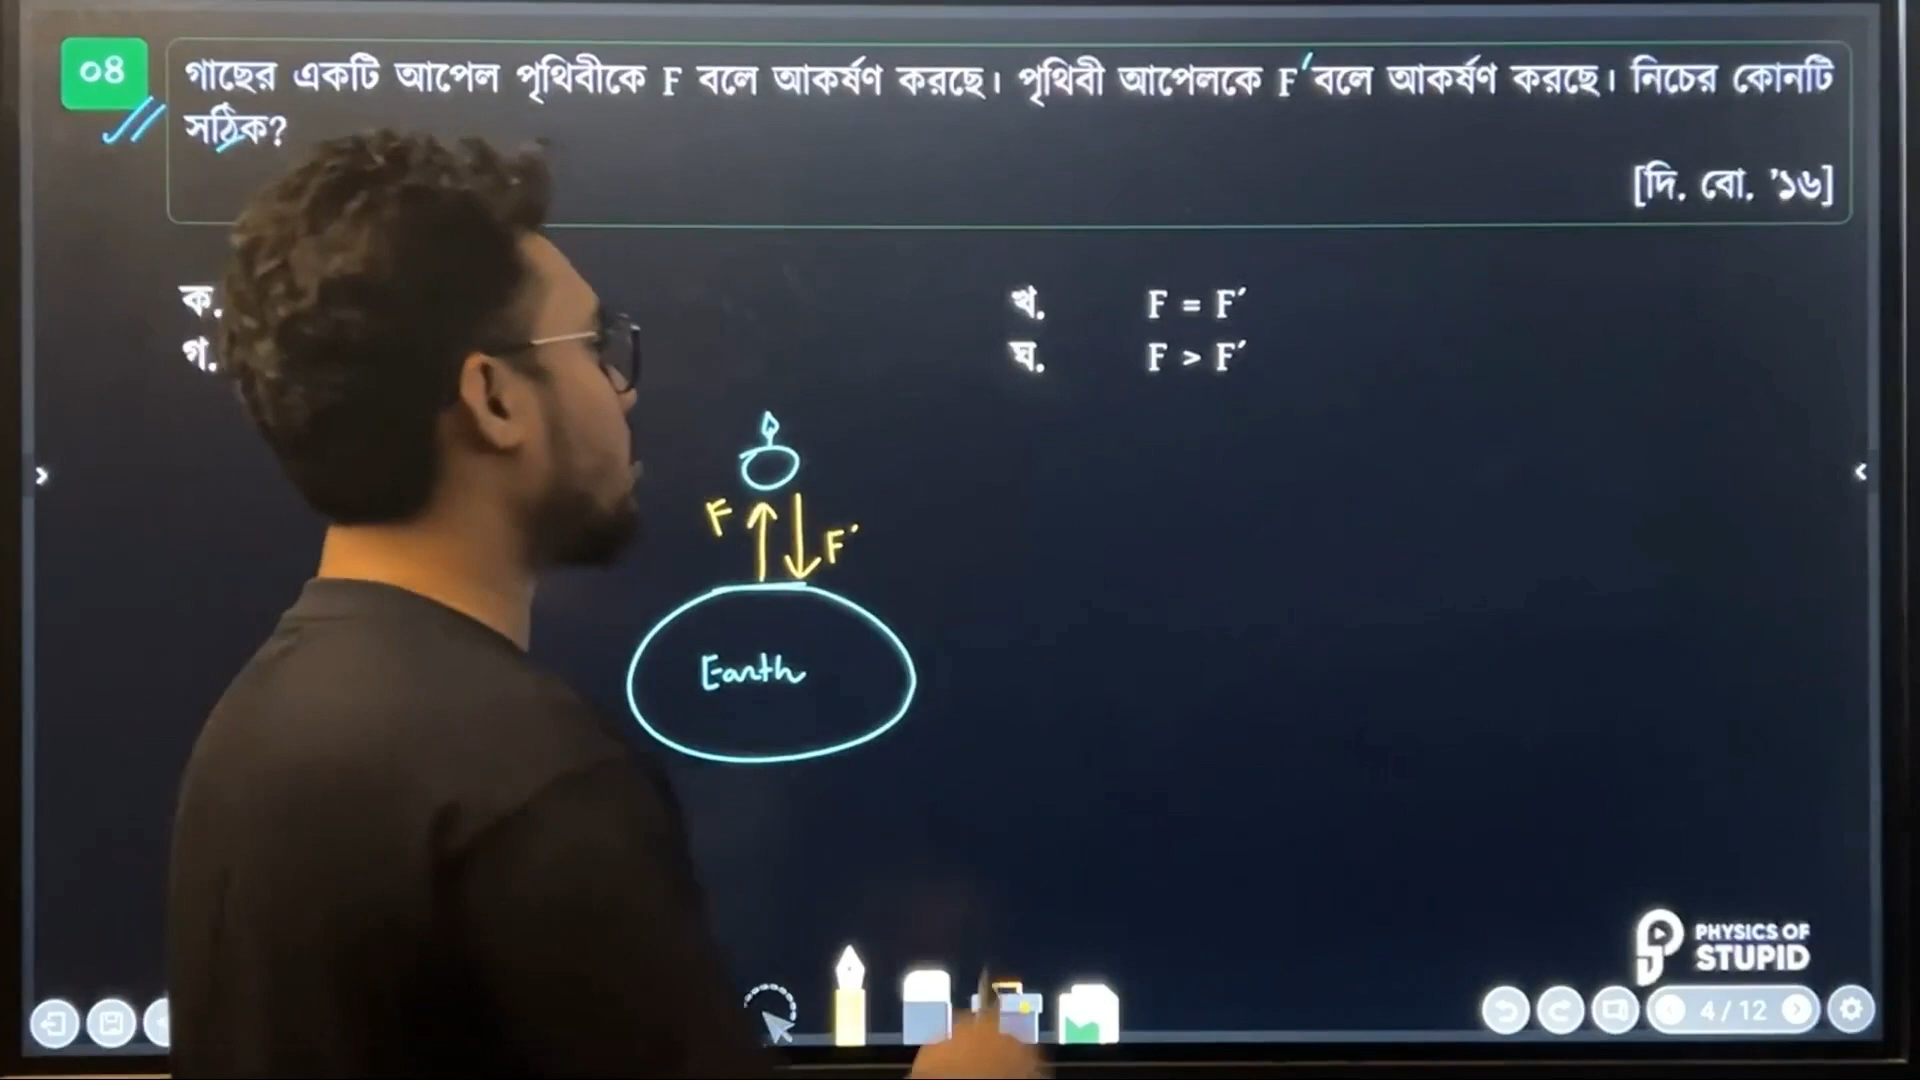 ০৪
গাছের একটি আপেল পৃথিবীকে F বলে আকর্ষণ করছে। পৃথিবী আপেলকে F′ বলে আকর্ষণ করছে। নিচের কোনটি
সঠিক?
[দি. বো. ’১৬]
ক.
খ. F = F′
গ.
ঘ. F > F′
F
F′
Earth
PHYSICS OF
STUPID
4/12